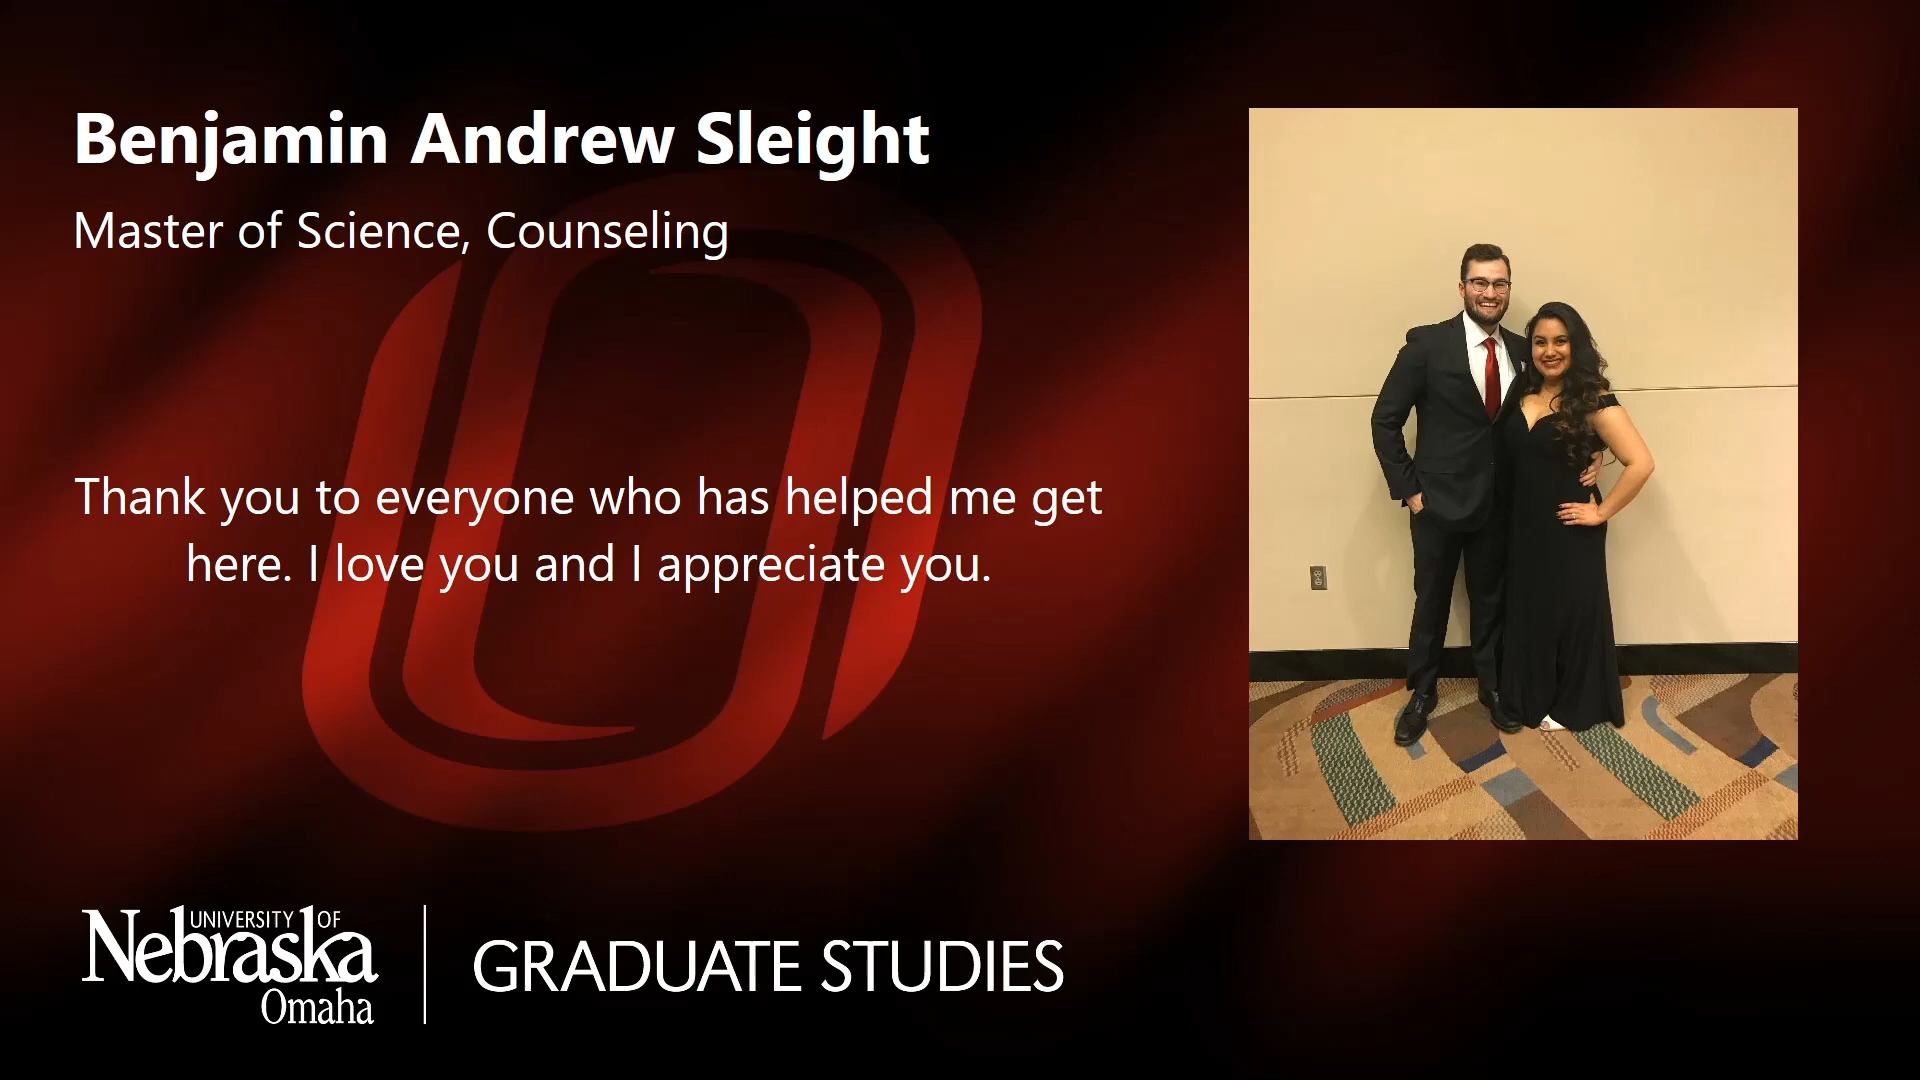 Benjamin Andrew Sleight
Master of Science, Counseling
Thank you to everyone who has helped me get
here. I love you and I appreciate you.
UNIVERSITY OF
Nebraska
Omaha
GRADUATE STUDIES